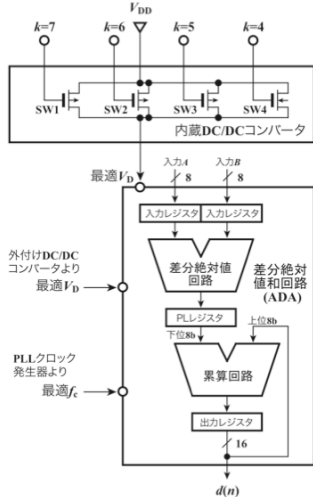 k=7
k=6
VDD
k=5
k=4
SW1
SW2
SW3
SW4
内蔵DC/DCコンバータ
最適VD
入力A
入力B
8
8
入力レジスタ
入力レジスタ
差分絶対値
回路
差分絶対
値和回路
(ADA)
外付けDC/DC
コンバータより
最適VD
PLレジスタ
下位8b
上位8b
PLLクロック
発生器より
最適fc
累算回路
出力レジスタ
16
d(n)